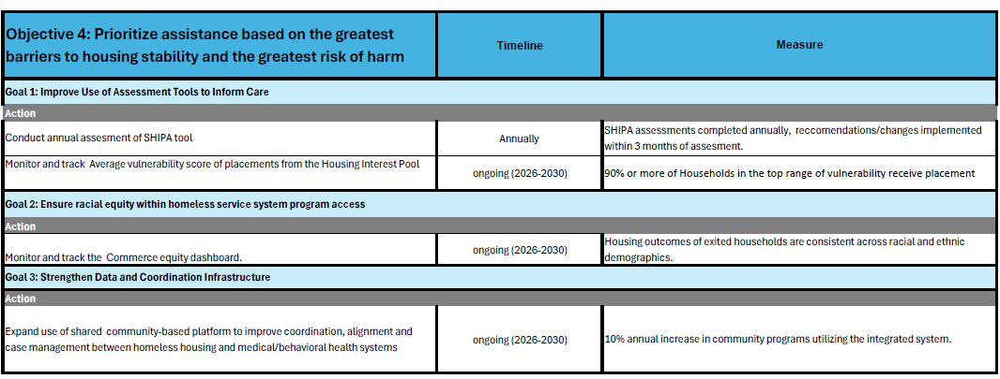 Objective 4: Prioritize assistance based on the greatest
barriers to housing stability and the greatest risk of harm
Timeline
Measure
Goal 1: Improve Use of Assessment Tools to Inform Care
Action
Conduct annual assesment of SHIPA tool
Annually
SHIPA assessments completed annually, reccomendations/changes implemented
within 3 months of assesment.
Monitor and track Average vulnerability score of placements from the Housing Interest Pool
ongoing (2026-2030)
90% or more of Households in the top range of vulnerability receive placement
Goal 2: Ensure racial equity within homeless service system program access
Action
Monitor and track the Commerce equity dashboard.
ongoing (2026-2030)
Housing outcomes of exited households are consistent across racial and ethnic
demographics.
Goal 3: Strengthen Data and Coordination Infrastructure
Action
Expand use of shared community-based platform to improve coordination, alignment and
case management between homeless housing and medical/behavioral health systems
ongoing (2026-2030)
10% annual increase in community programs utilizing the integrated system.